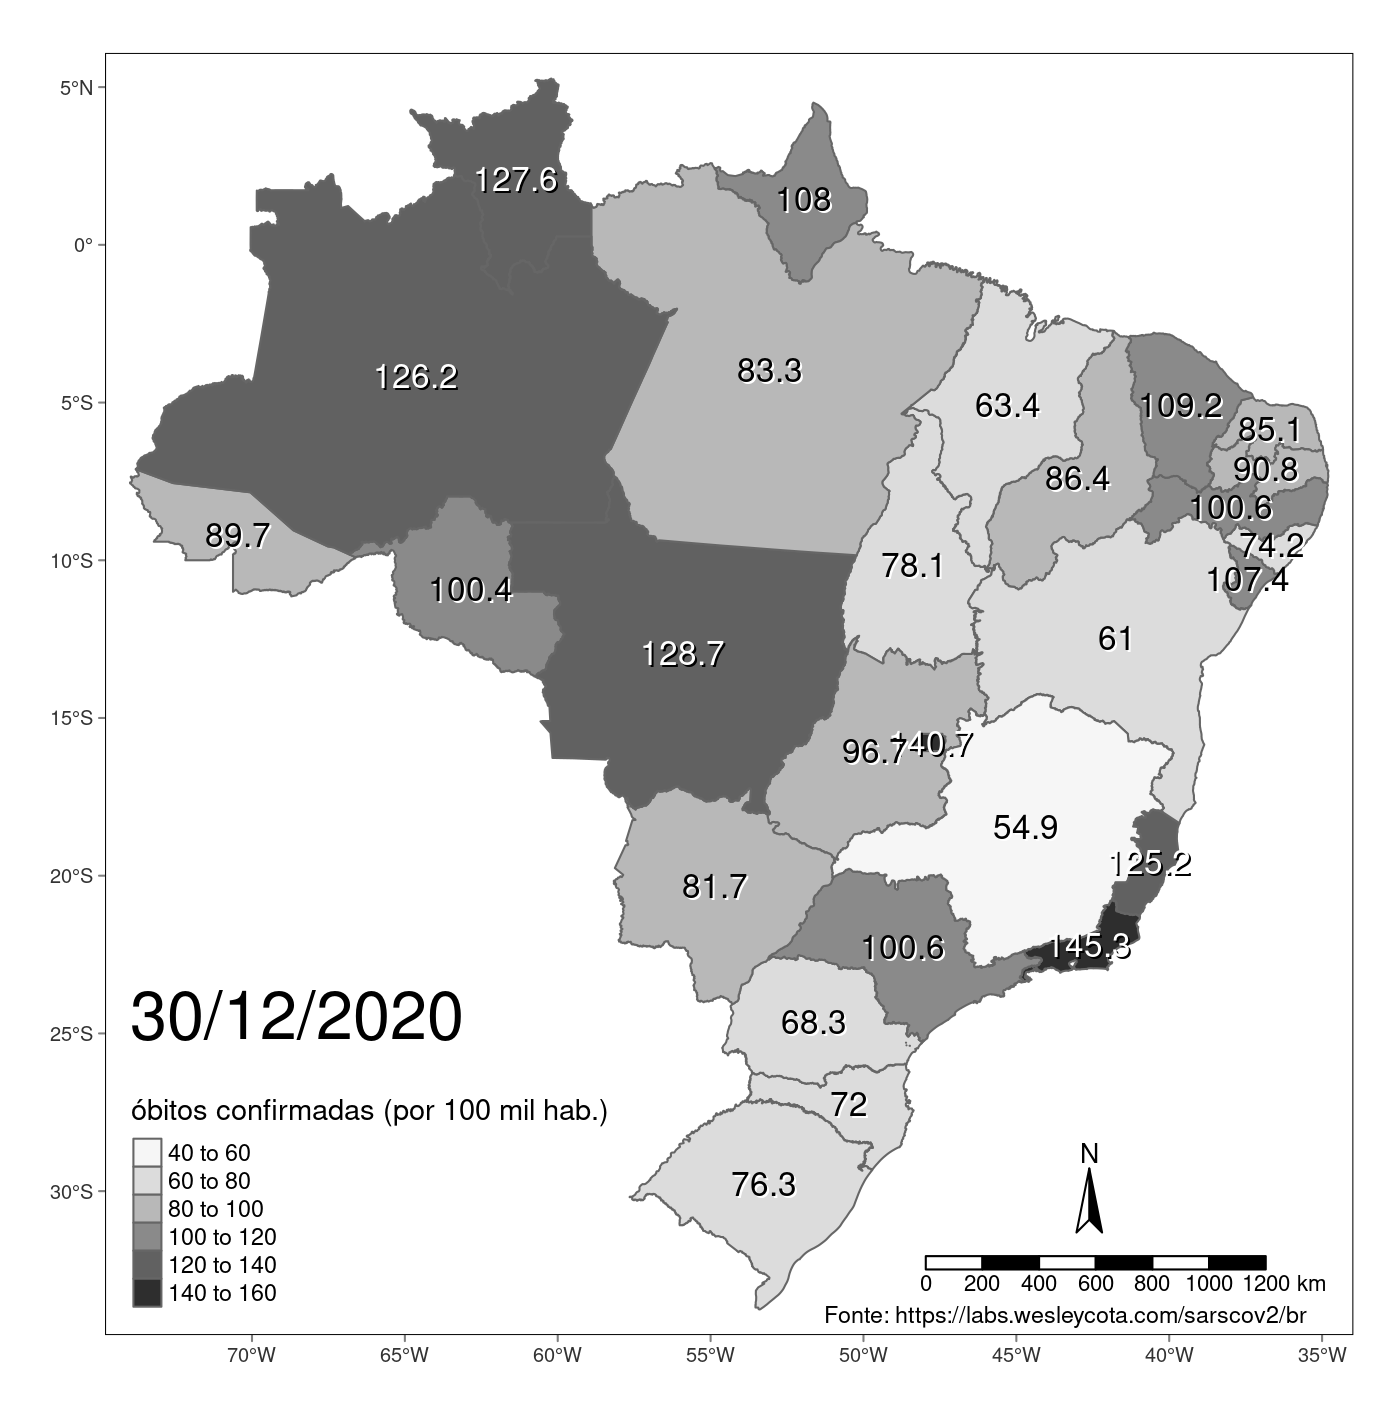 5°N
0°
5°S
10°S
15°S
20°S
25°S
30°S
127.6
108
126.2
83.3
63.4
109.2
85.1
86.4
90.8
100.6
89.7
74.2
78.1
107.4
100.4
61
128.7
96.7
140.7
54.9
125.2
81.7
100.6
145.3
68.3
72
76.3
30/12/2020
óbitos confirmadas (por 100 mil hab.)
40 to 60
60 to 80
80 to 100
100 to 120
120 to 140
140 to 160
N
0 200 400 600 800 1000 1200 km
Fonte: https://labs.wesleycota.com/sarscov2/br
70°W 65°W 60°W 55°W 50°W 45°W 40°W 35°W